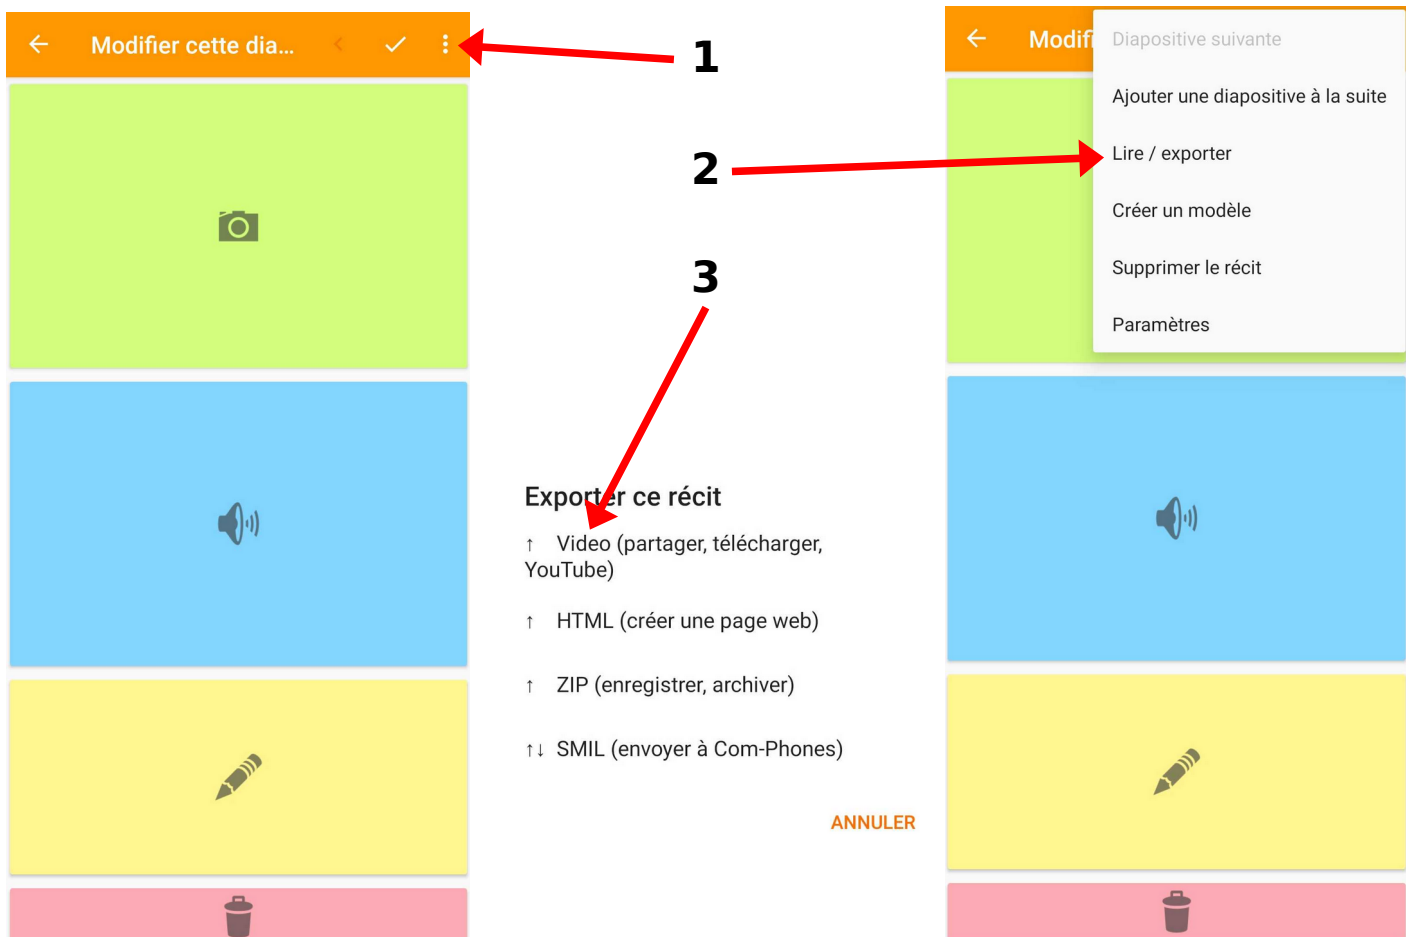 Modifier cette dia...
1
2
3
Exporter ce récit
↑ Video (partager, télécharger,
YouTube)
↑ HTML (créer une page web)
↑ ZIP (enregistrer, archiver)
↑↓ SMIL (envoyer à Com-Phones)
ANNULER
Modifi
Diapositive suivante
Ajouter une diapositive à la suite
Lire / exporter
Créer un modèle
Supprimer le récit
Paramètres